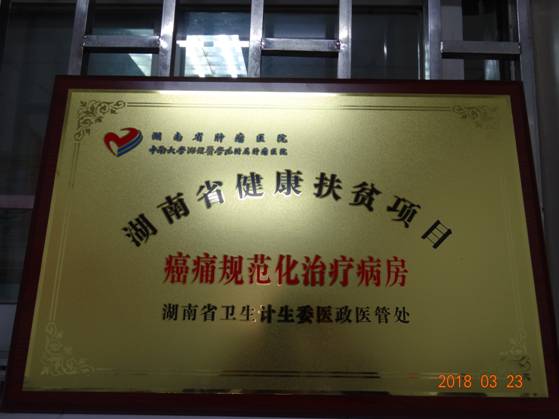 湖南省肿瘤医院
中南大学湘雅医学院附属肿瘤医院
湖南省健康扶贫项目
癌痛规范化治疗病房
湖南省卫生计生委医政医管处
2018 03 23